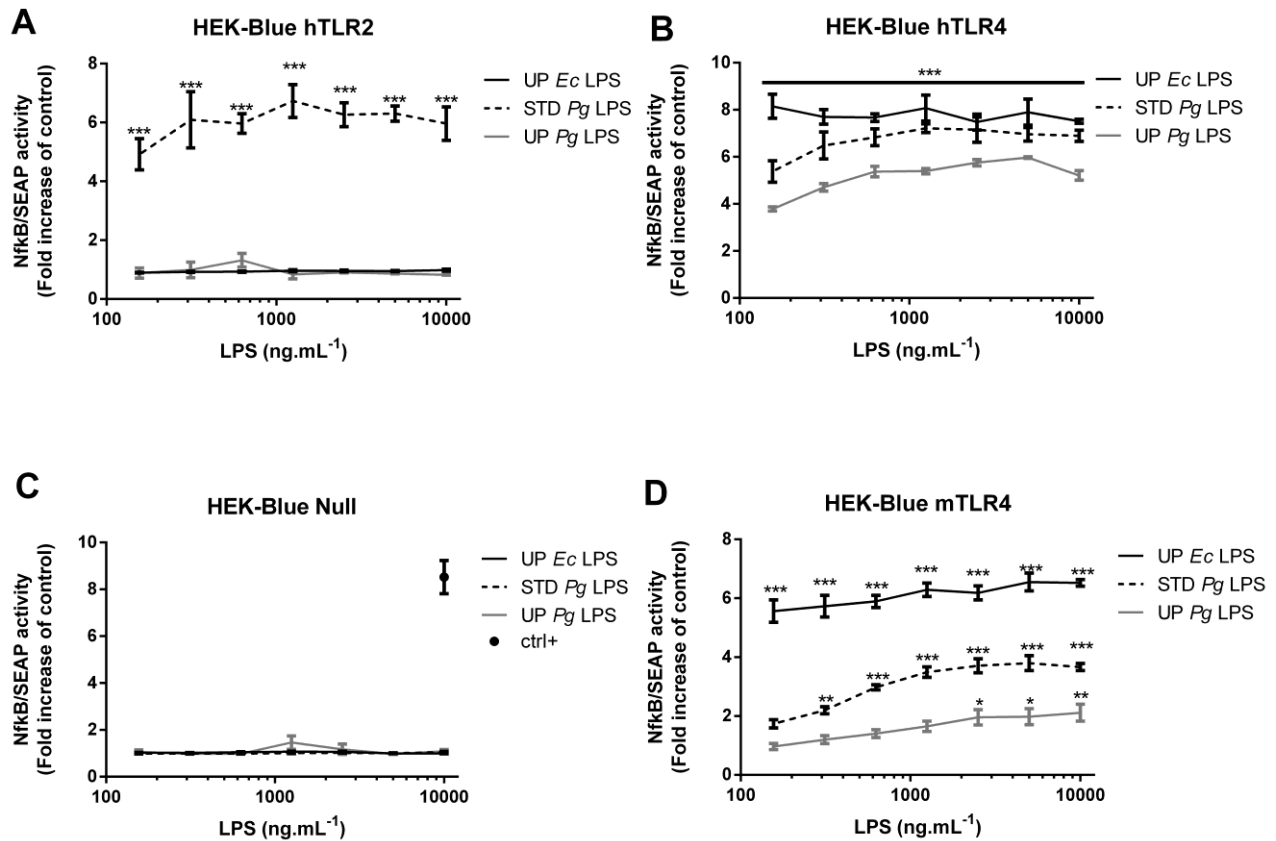 A
HEK-Blue hTLR2
NfkB/SEAP activity
(Fold increase of control)
8
6
4
2
0
***
***
***
***
***
***
***
100
1000
10000
LPS (ng.mL-1)
UP Ec LPS
STD Pg LPS
UP Pg LPS
B
HEK-Blue hTLR4
NfkB/SEAP activity
(Fold increase of control)
10
8
6
4
2
0
***
100
1000
10000
LPS (ng.mL-1)
UP Ec LPS
STD Pg LPS
UP Pg LPS
C
HEK-Blue Null
NfkB/SEAP activity
(Fold increase of control)
10
8
6
4
2
0
100
1000
10000
LPS (ng.mL-1)
UP Ec LPS
STD Pg LPS
UP Pg LPS
ctrl+
D
HEK-Blue mTLR4
NfkB/SEAP activity
(Fold increase of control)
8
6
4
2
0
*** *** *** *** *** *** ***
** *** *** *** *** ***
* * **
100
1000
10000
LPS (ng.mL-1)
UP Ec LPS
STD Pg LPS
UP Pg LPS